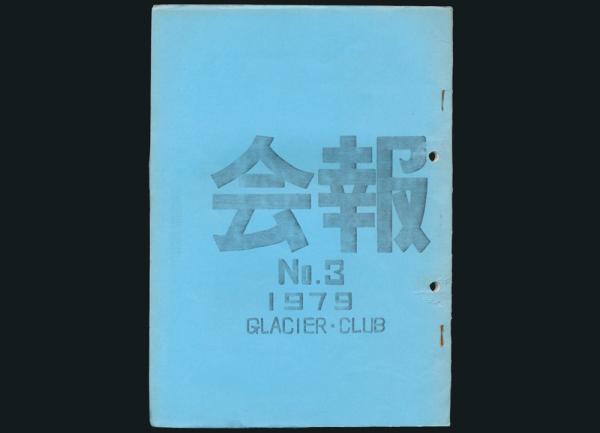 会報
No.3
1979
GLACIER・CLUB